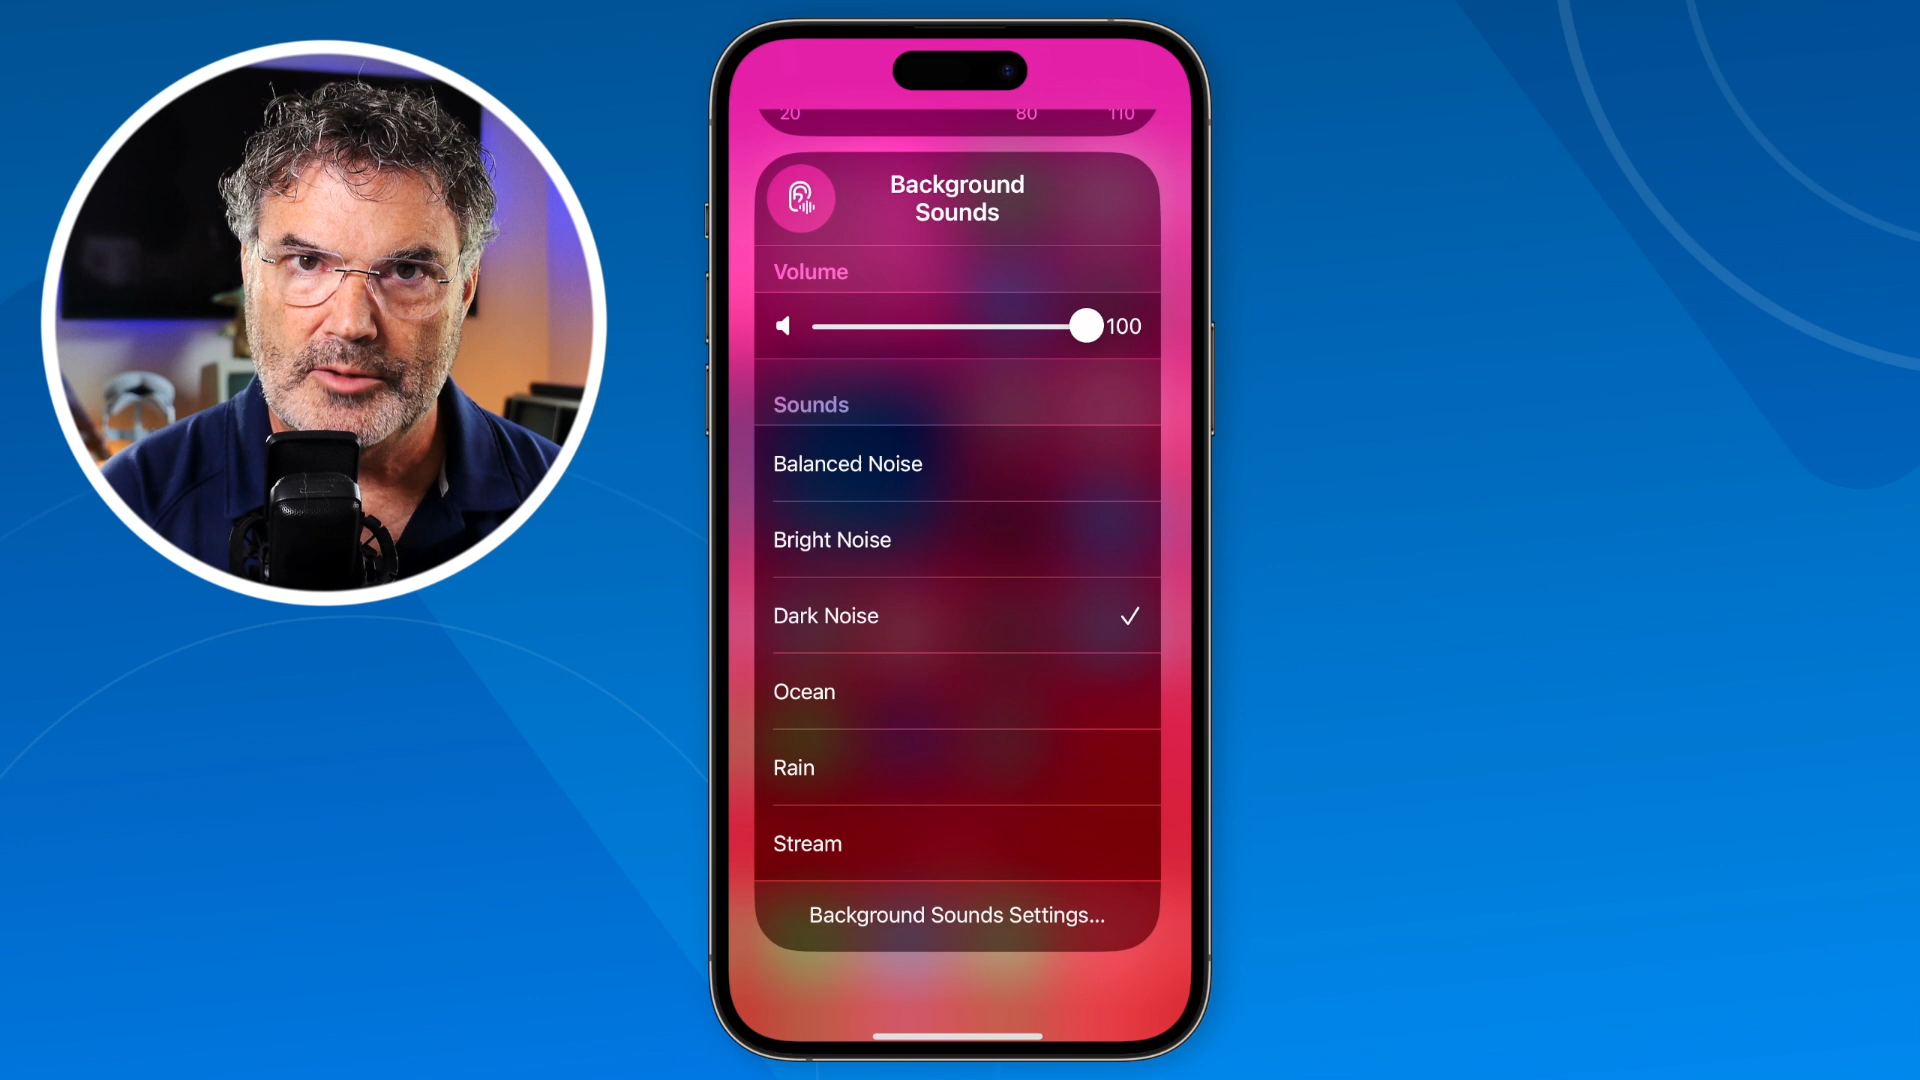 20 80 110
Background
Sounds
Volume
100
Sounds
Balanced Noise
Bright Noise
Dark Noise
Ocean
Rain
Stream
Background Sounds Settings...